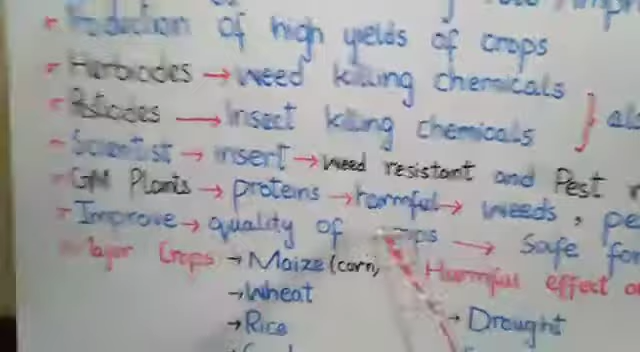 Production of high yields of crops
Herbicides → weed killing chemicals
Pesticides → Insect killing chemicals
Scientist → insert → weed resistant and Pest
GM Plants → proteins → harmful → weeds,
Improve → quality of → Safe for
Major Crops → Maize (corn) Harmful effect
→ Wheat
→ Rice → Drought